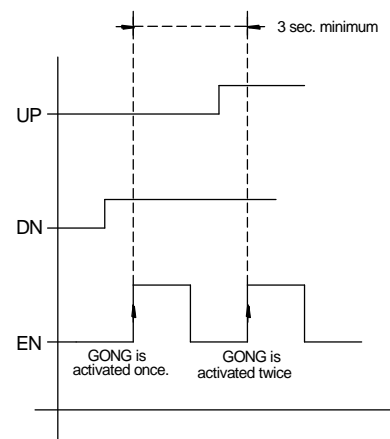 3 sec. minimum
UP
DN
EN
GONG is
activated once.
GONG is
activated twice